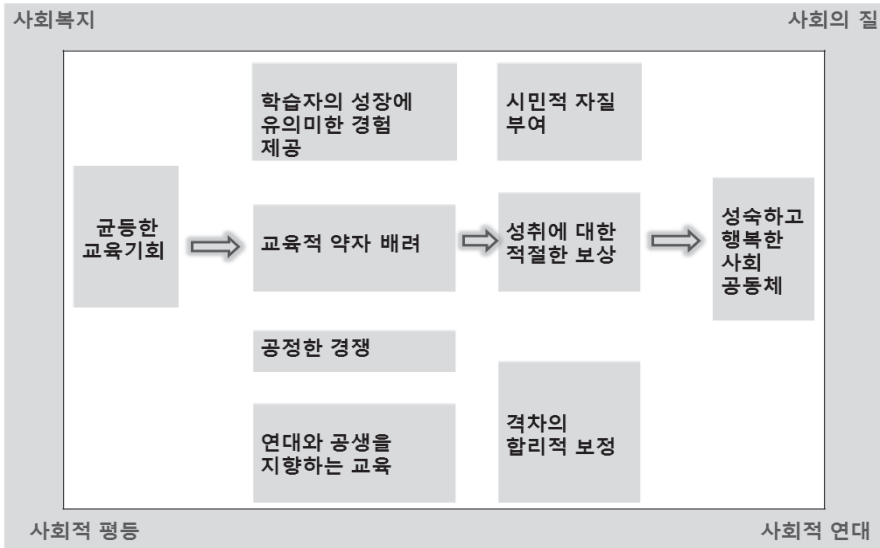 사회복지
사회의 질
학습자의 성장에
유의미한 경험
제공
시민적 자질
부여
균등한
교육기회
교육적 약자 배려
성취에 대한
적절한 보상
성숙하고
행복한
사회
공동체
공정한 경쟁
연대와 공생을
지향하는 교육
격차의
합리적 보정
사회적 평등
사회적 연대